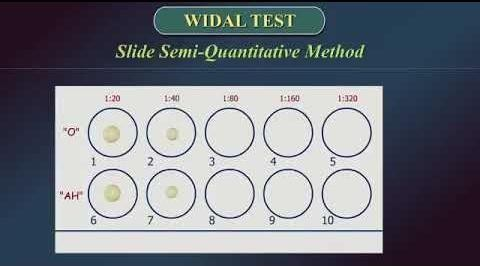 WIDAL TEST
Slide Semi-Quantitative Method
1:20 1:40 1:80 1:160 1:320
"O"
1 2 3 4 5
"AH"
6 7 8 9 10